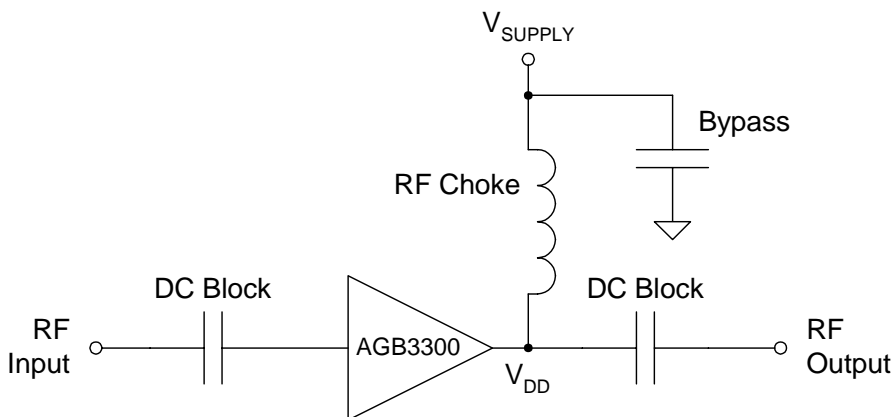 V_SUPPLY
Bypass
RF Choke
DC Block
DC Block
RF
Input
AGB3300
V_DD
RF
Output